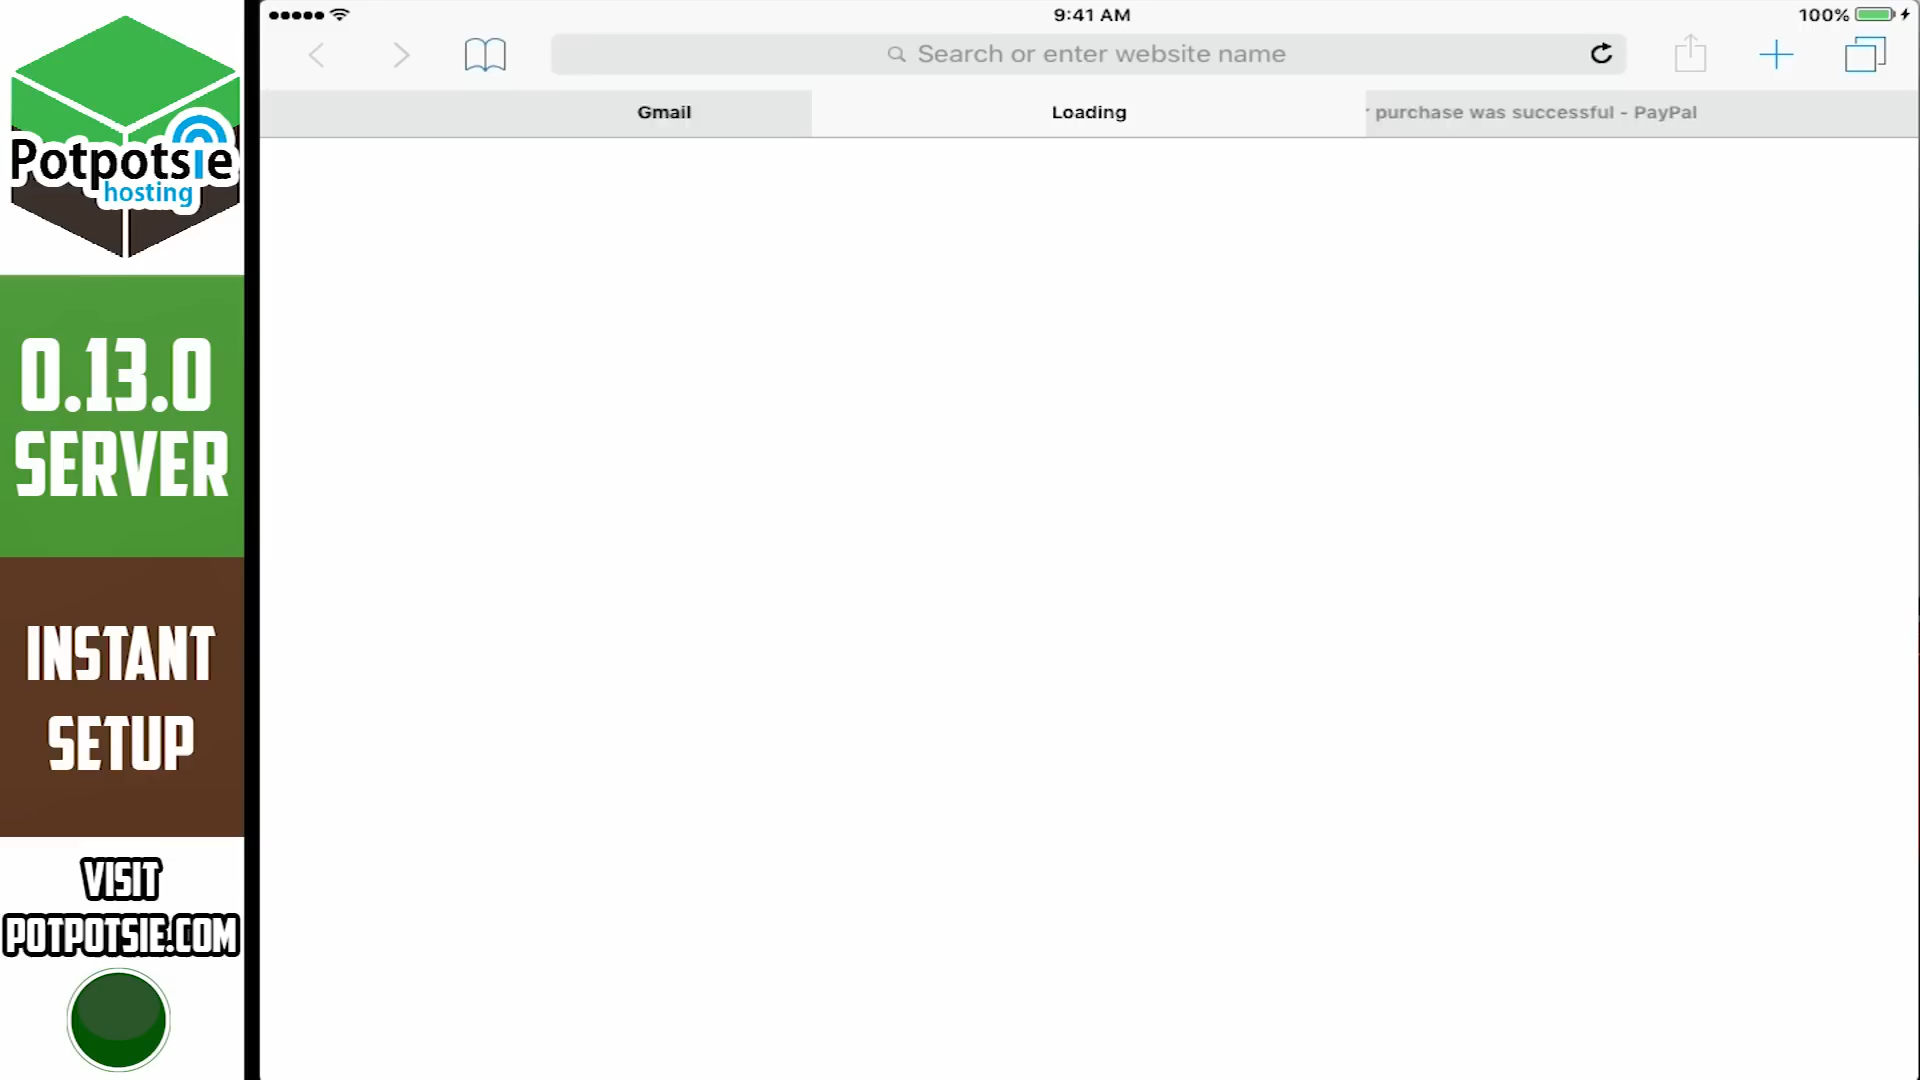 Potpotsie
hosting
0.13.0
SERVER
INSTANT
SETUP
VISIT
POTPOTSIE.COM
9:41 AM
100%
Search or enter website name
Gmail
Loading
purchase was successful - PayPal